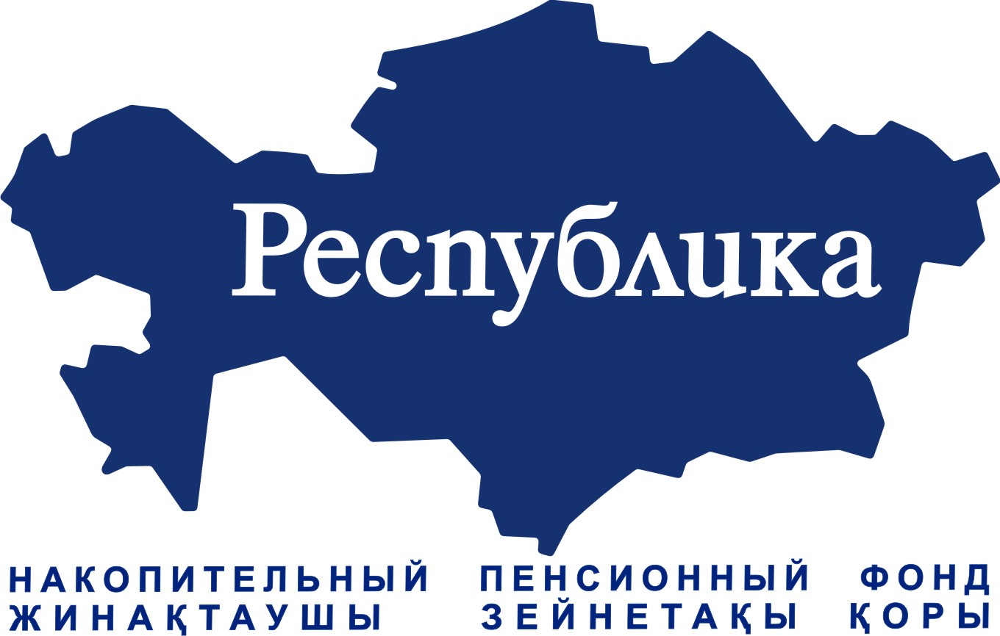 Республика
НАКОПИТЕЛЬНЫЙ ПЕНСИОННЫЙ ФОНД
ЖИНАҚТАУШЫ ЗЕЙНЕТАҚЫ ҚОРЫ